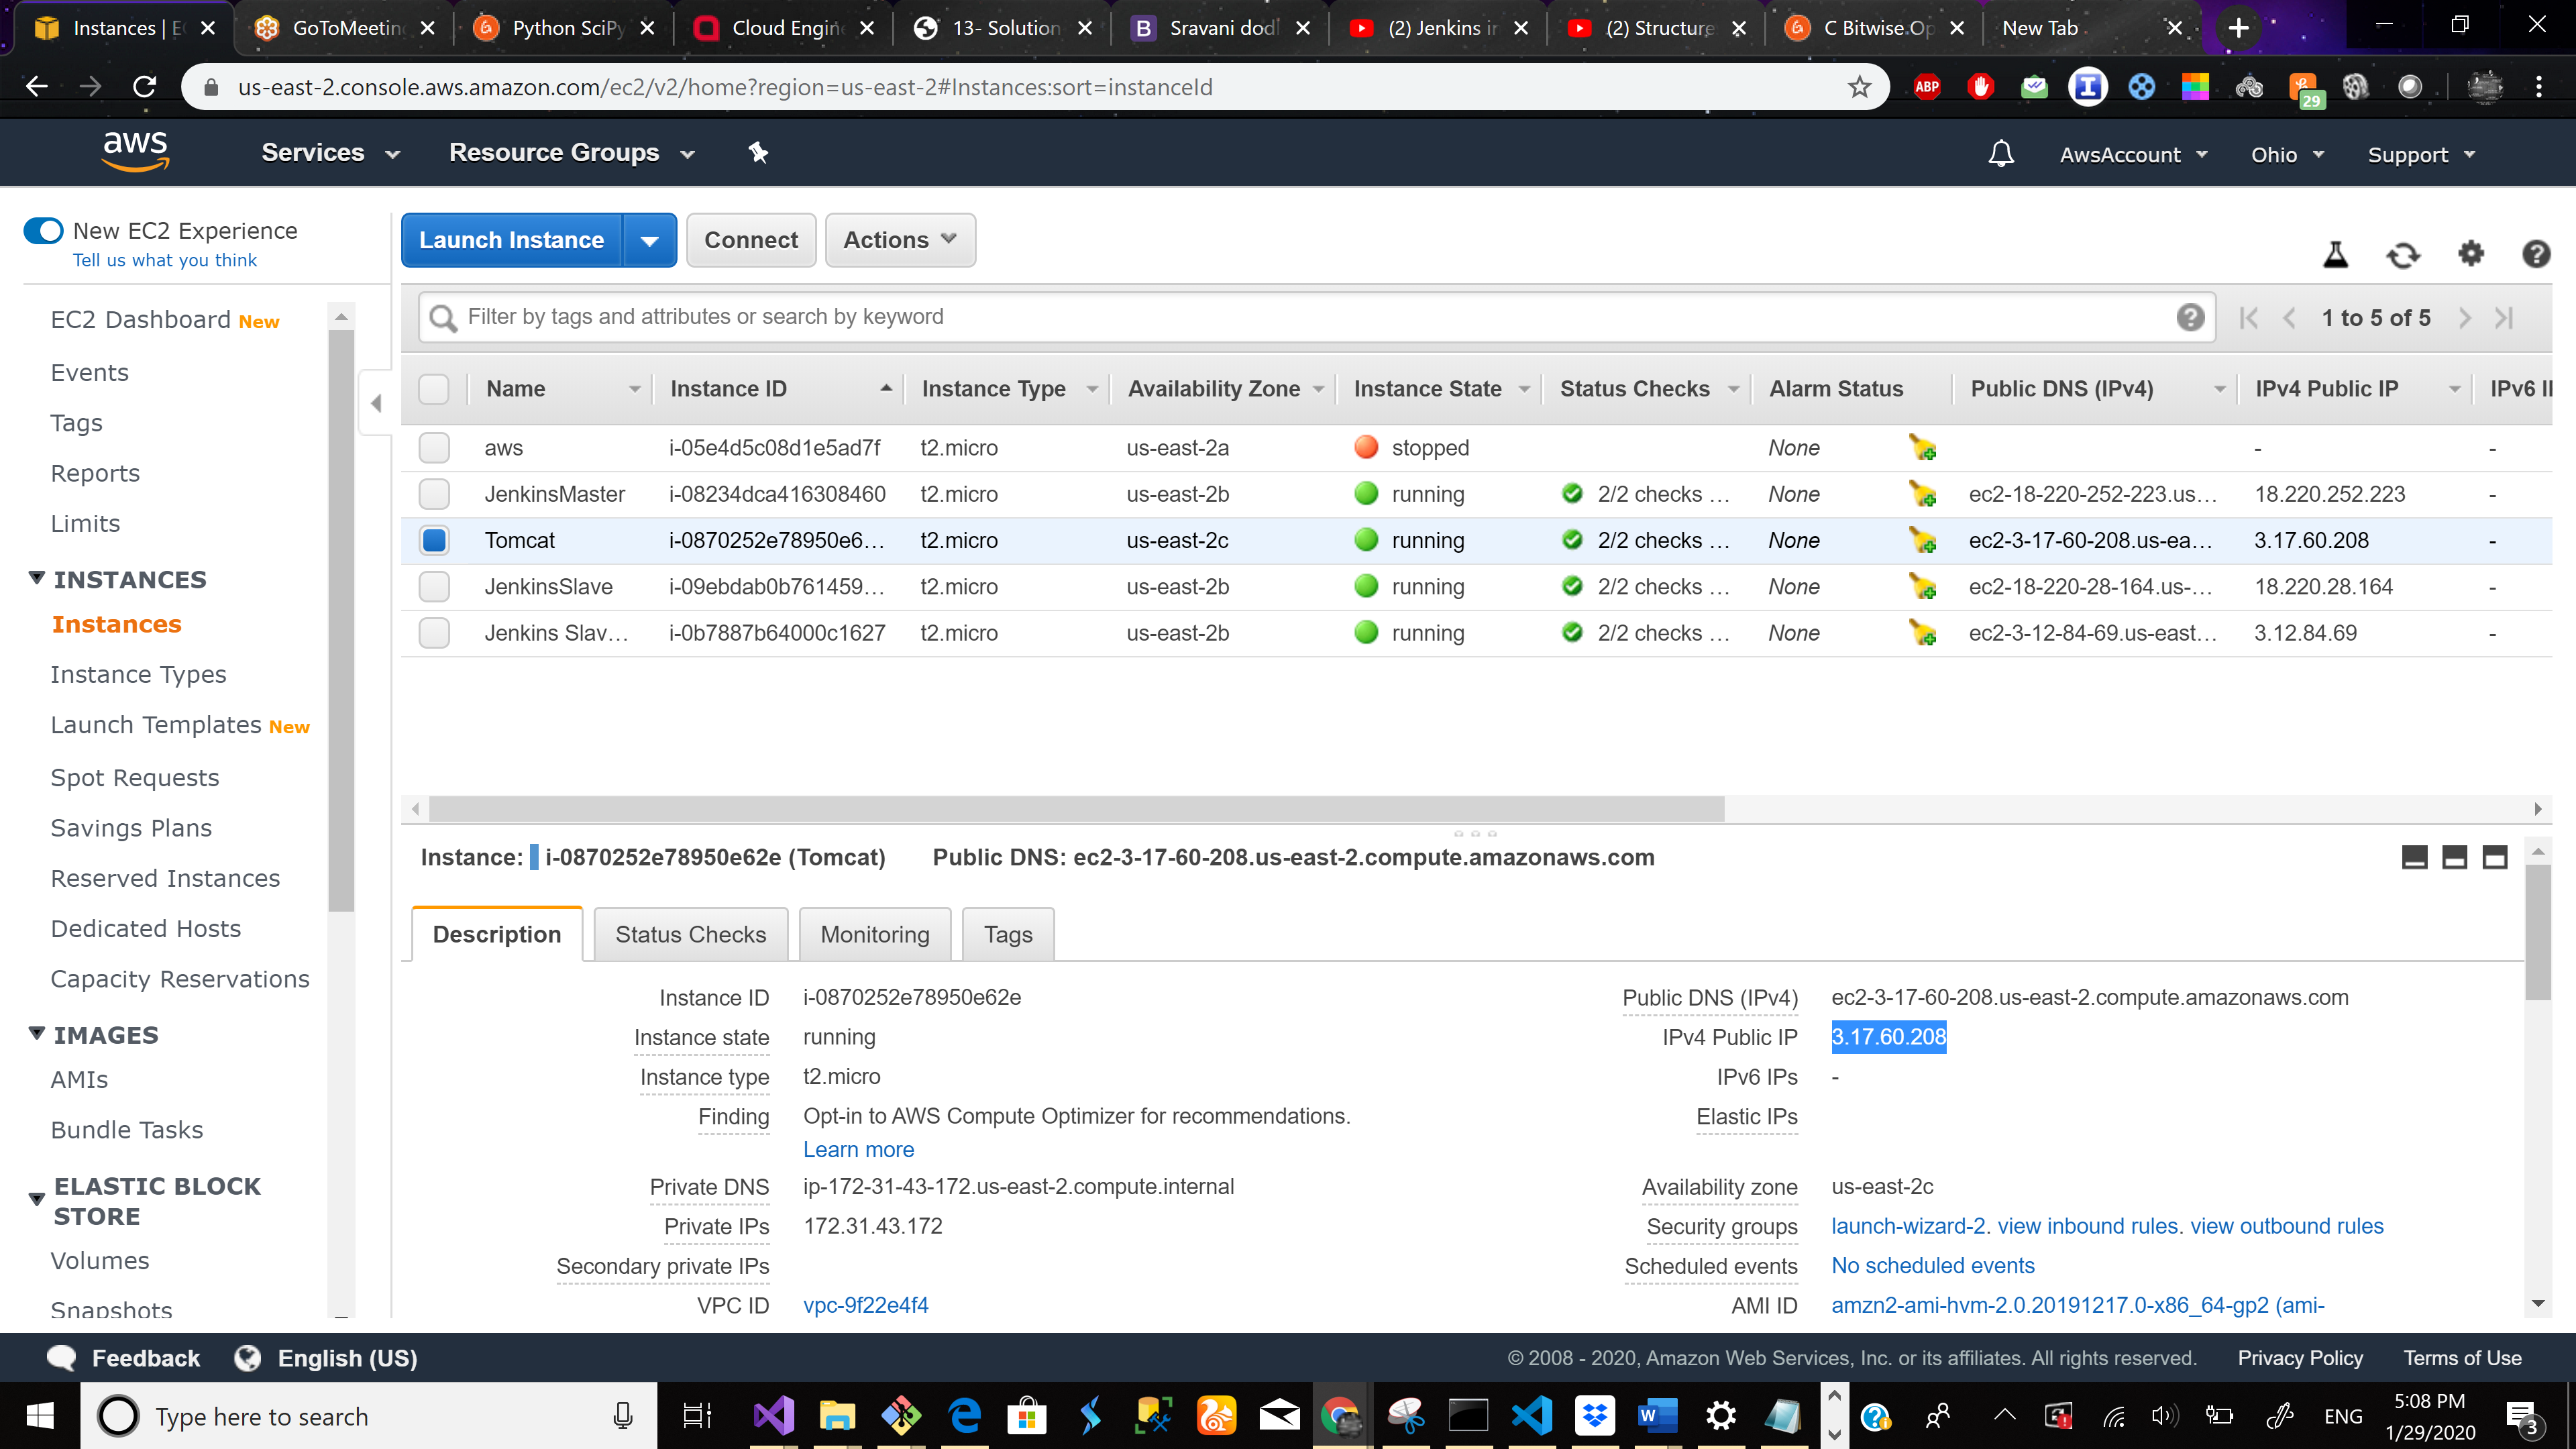 Instances | E
GoToMeetin
Python SciPy
Cloud Engin
13- Solution
Sravani dod
(2) Jenkins in
(2) Structure
C Bitwise Op
New Tab
us-east-2.console.aws.amazon.com/ec2/v2/home?region=us-east-2#Instances:sort=instanceId
ABP
29
aws Services Resource Groups AwsAccount Ohio Support
New EC2 Experience
Tell us what you think
EC2 Dashboard New
Events
Tags
Reports
Limits
INSTANCES
Instances
Instance Types
Launch Templates New
Spot Requests
Savings Plans
Reserved Instances
Dedicated Hosts
Capacity Reservations
IMAGES
AMIs
Bundle Tasks
ELASTIC BLOCK
STORE
Volumes
Snapshots
Launch Instance Connect Actions
Filter by tags and attributes or search by keyword
1 to 5 of 5
Name Instance ID Instance Type Availability Zone Instance State Status Checks Alarm Status Public DNS (IPv4) IPv4 Public IP IPv6 I
aws i-05e4d5c08d1e5ad7f t2.micro us-east-2a stopped None - -
JenkinsMaster i-08234dca416308460 t2.micro us-east-2b running 2/2 checks ... None ec2-18-220-252-223.us... 18.220.252.223 -
Tomcat i-0870252e78950e6... t2.micro us-east-2c running 2/2 checks ... None ec2-3-17-60-208.us-ea... 3.17.60.208 -
JenkinsSlave i-09ebdab0b761459... t2.micro us-east-2b running 2/2 checks ... None ec2-18-220-28-164.us-... 18.220.28.164 -
Jenkins Slav... i-0b7887b64000c1627 t2.micro us-east-2b running 2/2 checks ... None ec2-3-12-84-69.us-east... 3.12.84.69 -
Instance: i-0870252e78950e62e (Tomcat) Public DNS: ec2-3-17-60-208.us-east-2.compute.amazonaws.com
Description Status Checks Monitoring Tags
Instance ID i-0870252e78950e62e Public DNS (IPv4) ec2-3-17-60-208.us-east-2.compute.amazonaws.com
Instance state running IPv4 Public IP 3.17.60.208
Instance type t2.micro IPv6 IPs -
Finding Opt-in to AWS Compute Optimizer for recommendations. Elastic IPs
Learn more
Private DNS ip-172-31-43-172.us-east-2.compute.internal Availability zone us-east-2c
Private IPs 172.31.43.172 Security groups launch-wizard-2. view inbound rules. view outbound rules
Secondary private IPs Scheduled events No scheduled events
VPC ID vpc-9f22e4f4 AMI ID amzn2-ami-hvm-2.0.20191217.0-x86_64-gp2 (ami-
Feedback English (US) © 2008 - 2020, Amazon Web Services, Inc. or its affiliates. All rights reserved. Privacy Policy Terms of Use
Type here to search
ENG
5:08 PM
1/29/2020
3